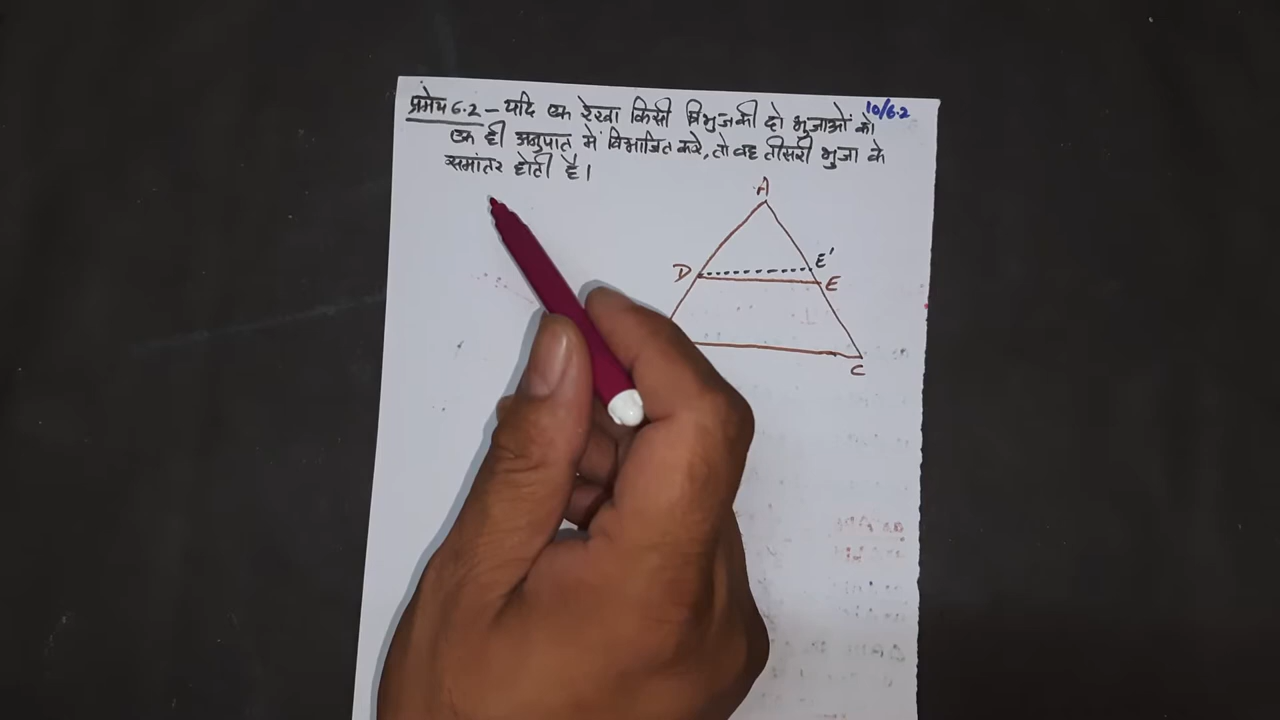 प्रमेय 6.2 - यदि एक रेखा किसी त्रिभुज की दो भुजाओं को
10/6.2
एक ही अनुपात में विभाजित करे, तो वह तीसरी भुजा के
समांतर होती है।
A
E'
D
E
C